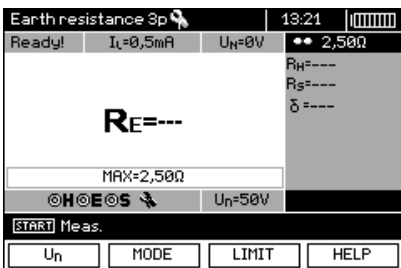 Earth resistance 3p 13:21
Ready! IL=0,5mA UN=0V 2,50Ω
RH=---
RS=---
δ=---
RE=---
MAX=2,50Ω
HES Un=50V
START Meas.
Un MODE LIMIT HELP